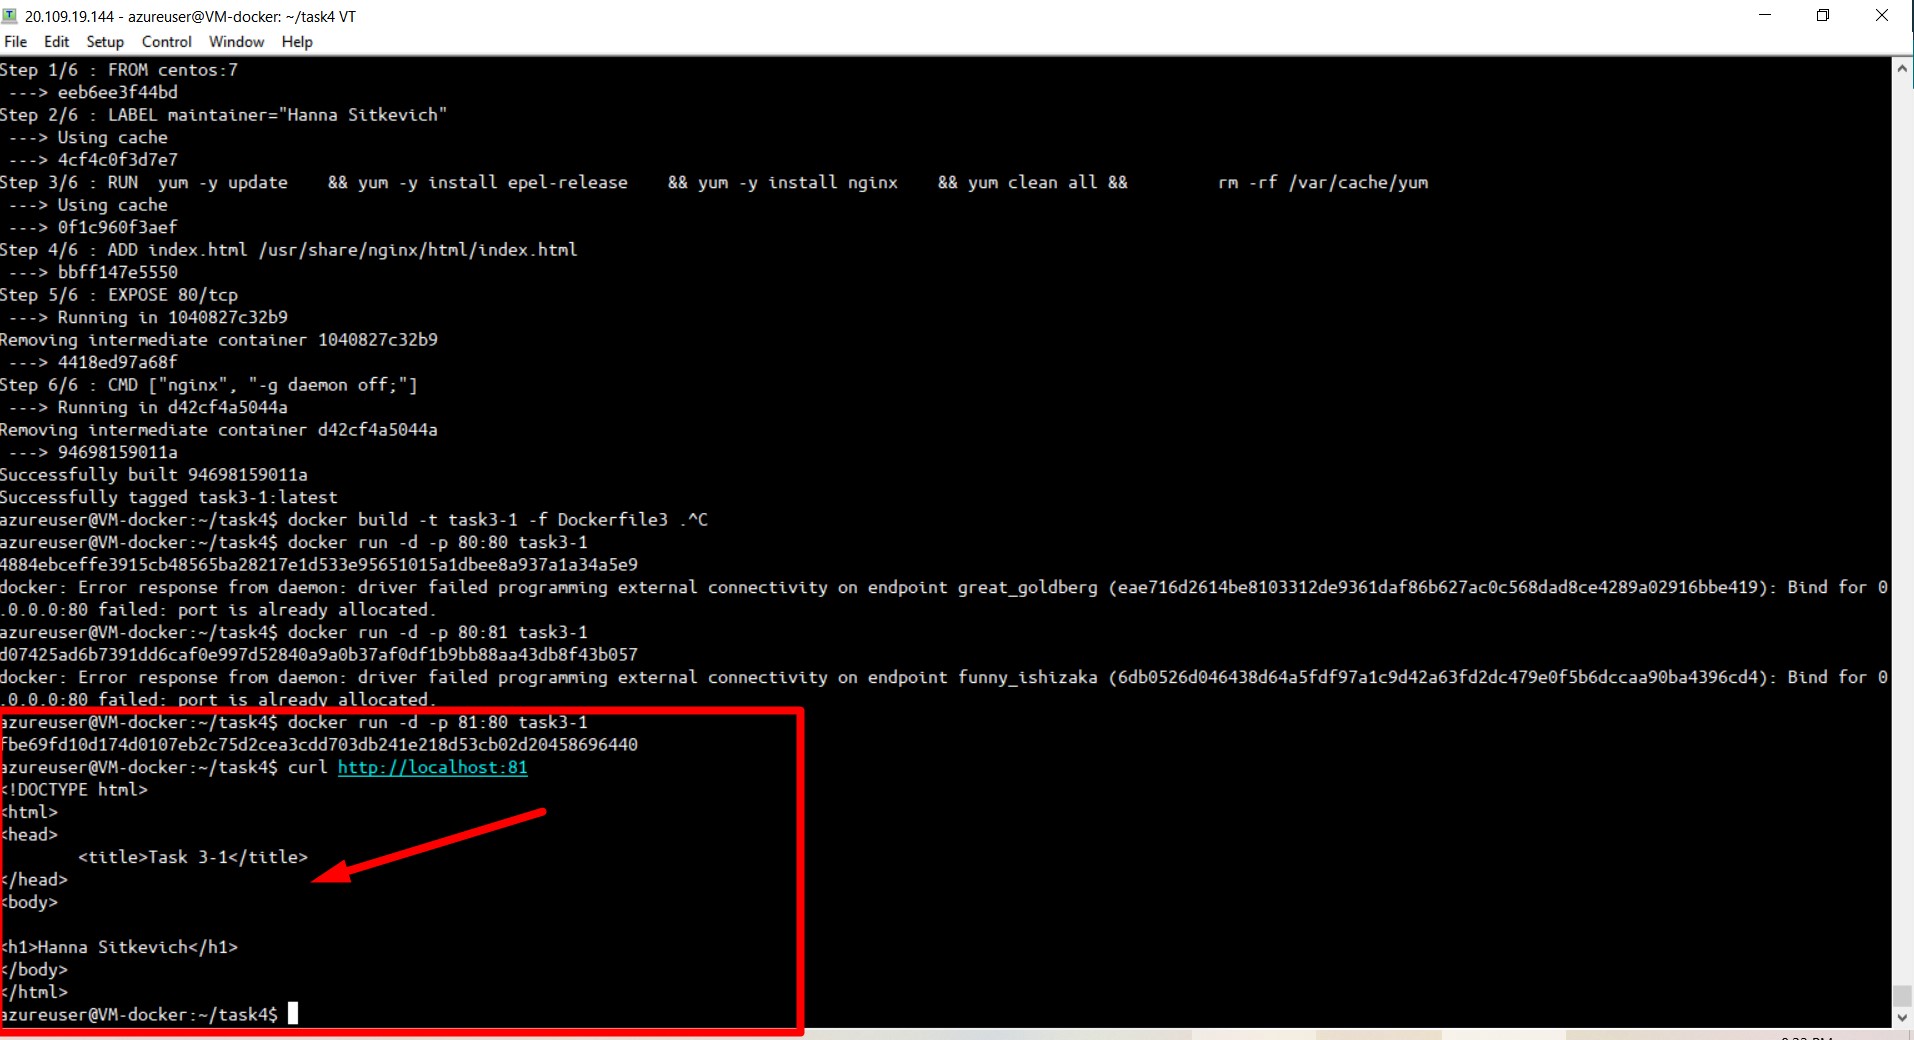 20.109.19.144 - azureuser@VM-docker: ~/task4 VT
File Edit Setup Control Window Help
Step 1/6 : FROM centos:7
 ---> eeb6ee3f44bd
Step 2/6 : LABEL maintainer="Hanna Sitkevich"
 ---> Using cache
 ---> 4cf4c0f3d7e7
Step 3/6 : RUN  yum -y update    && yum -y install epel-release    && yum -y install nginx    && yum clean all &&         rm -rf /var/cache/yum
 ---> Using cache
 ---> 0f1c960f3aef
Step 4/6 : ADD index.html /usr/share/nginx/html/index.html
 ---> bbff147e5550
Step 5/6 : EXPOSE 80/tcp
 ---> Running in 1040827c32b9
Removing intermediate container 1040827c32b9
 ---> 4418ed97a68f
Step 6/6 : CMD ["nginx", "-g daemon off;"]
 ---> Running in d42cf4a5044a
Removing intermediate container d42cf4a5044a
 ---> 94698159011a
Successfully built 94698159011a
Successfully tagged task3-1:latest
azureuser@VM-docker:~/task4$ docker build -t task3-1 -f Dockerfile3 .^C
azureuser@VM-docker:~/task4$ docker run -d -p 80:80 task3-1
4884ebceffe3915cb48565ba28217e1d533e95651015a1dbee8a937a1a34a5e9
docker: Error response from daemon: driver failed programming external connectivity on endpoint great_goldberg (eae716d2614be8103312de9361daf86b627ac0c568dad8ce4289a02916bbe419): Bind for 0
.0.0.0:80 failed: port is already allocated.
azureuser@VM-docker:~/task4$ docker run -d -p 80:81 task3-1
d07425ad6b7391dd6caf0e997d52840a9a0b37af0df1b9bb88aa43db8f43b057
docker: Error response from daemon: driver failed programming external connectivity on endpoint funny_ishizaka (6db0526d046438d64a5fdf97a1c9d42a63fd2dc479e0f5b6dccaa90ba4396cd4): Bind for 0
.0.0.0:80 failed: port is already allocated.
azureuser@VM-docker:~/task4$ docker run -d -p 81:80 task3-1
fbe69fd10d174d0107eb2c75d2cea3cdd703db241e218d53cb02d20458696440
azureuser@VM-docker:~/task4$ curl http://localhost:81
<!DOCTYPE html>
<html>
<head>
        <title>Task 3-1</title>
</head>
<body>
<h1>Hanna Sitkevich</h1>
</body>
</html>
azureuser@VM-docker:~/task4$